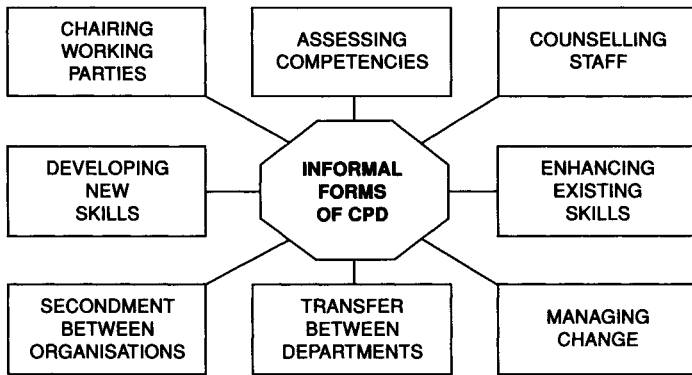 CHAIRING
WORKING
PARTIES
ASSESSING
COMPETENCIES
COUNSELLING
STAFF
DEVELOPING
NEW
SKILLS
INFORMAL
FORMS
OF CPD
ENHANCING
EXISTING
SKILLS
SECONDMENT
BETWEEN
ORGANISATIONS
TRANSFER
BETWEEN
DEPARTMENTS
MANAGING
CHANGE